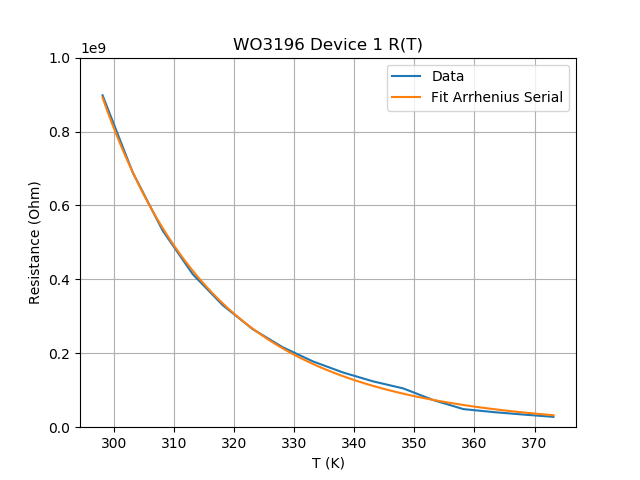 WO3196 Device 1 R(T)
1e9
Data
Fit Arrhenius Serial
1.0
0.8
0.6
0.4
0.2
0.0
Resistance (Ohm)
300 310 320 330 340 350 360 370
T (K)